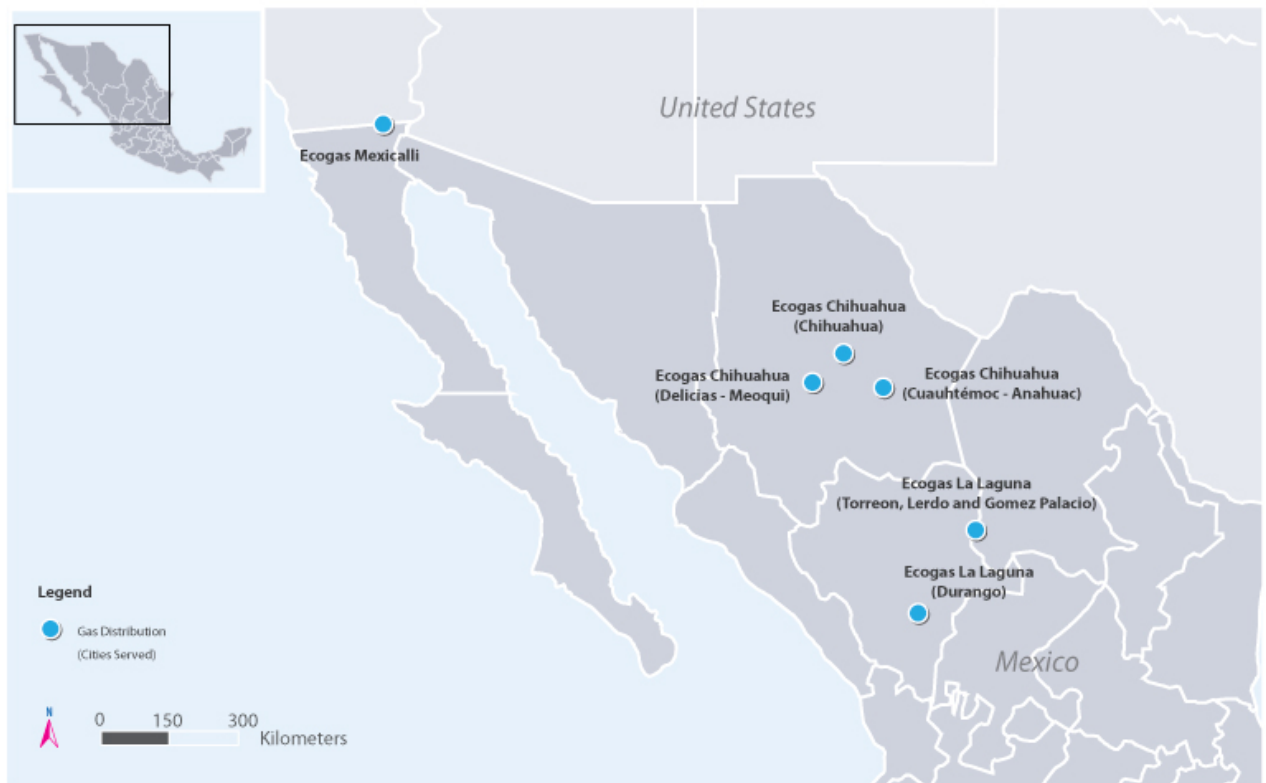 United States
Ecogas Mexicalli
Ecogas Chihuahua
(Chihuahua)
Ecogas Chihuahua
(Delicias - Meoqui)
Ecogas Chihuahua
(Cuauhtémoc - Anahuac)
Ecogas La Laguna
(Torreon, Lerdo and Gomez Palacio)
Ecogas La Laguna
(Durango)
Mexico
Legend
Gas Distribution
(Cities Served)
N
0 150 300
Kilometers